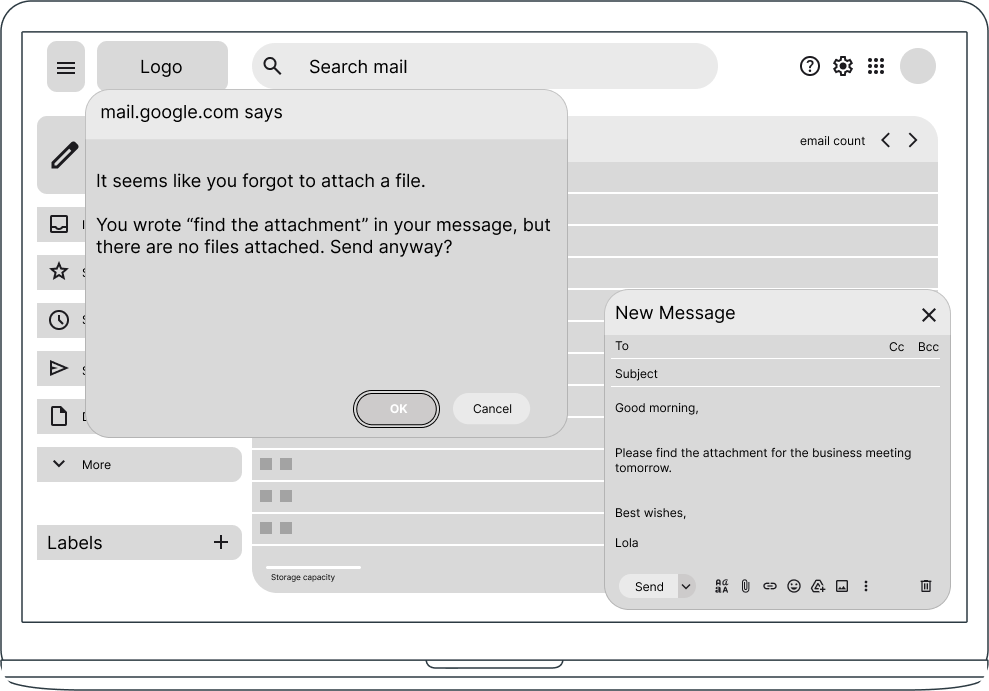 Logo
Search mail
mail.google.com says
It seems like you forgot to attach a file.
You wrote “find the attachment” in your message, but
there are no files attached. Send anyway?
OK
Cancel
email count
More
Labels
Storage capacity
New Message
To
Cc Bcc
Subject
Good morning,
Please find the attachment for the business meeting
tomorrow.
Best wishes,
Lola
Send